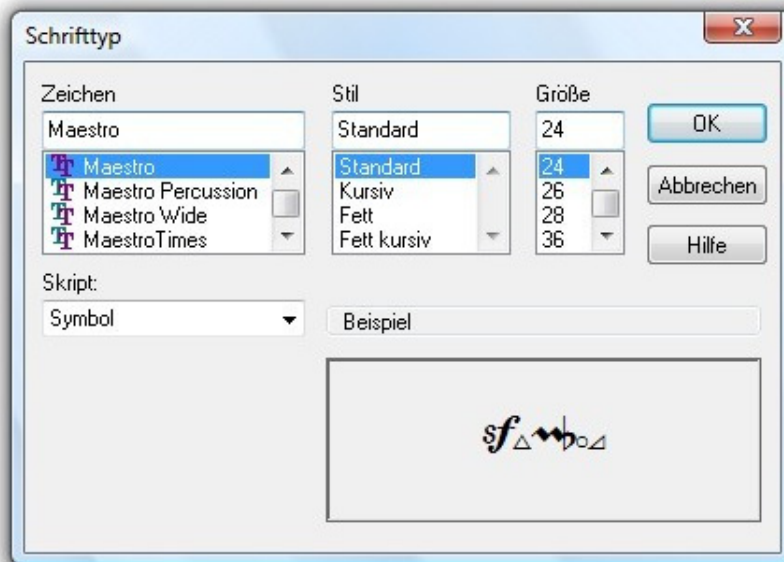 Schrifttyp
Zeichen
Maestro
Maestro
Maestro Percussion
Maestro Wide
MaestroTimes
Stil
Standard
Standard
Kursiv
Fett
Fett kursiv
Größe
24
24
26
28
36
OK
Abbrechen
Hilfe
Skript:
Symbol
Beispiel